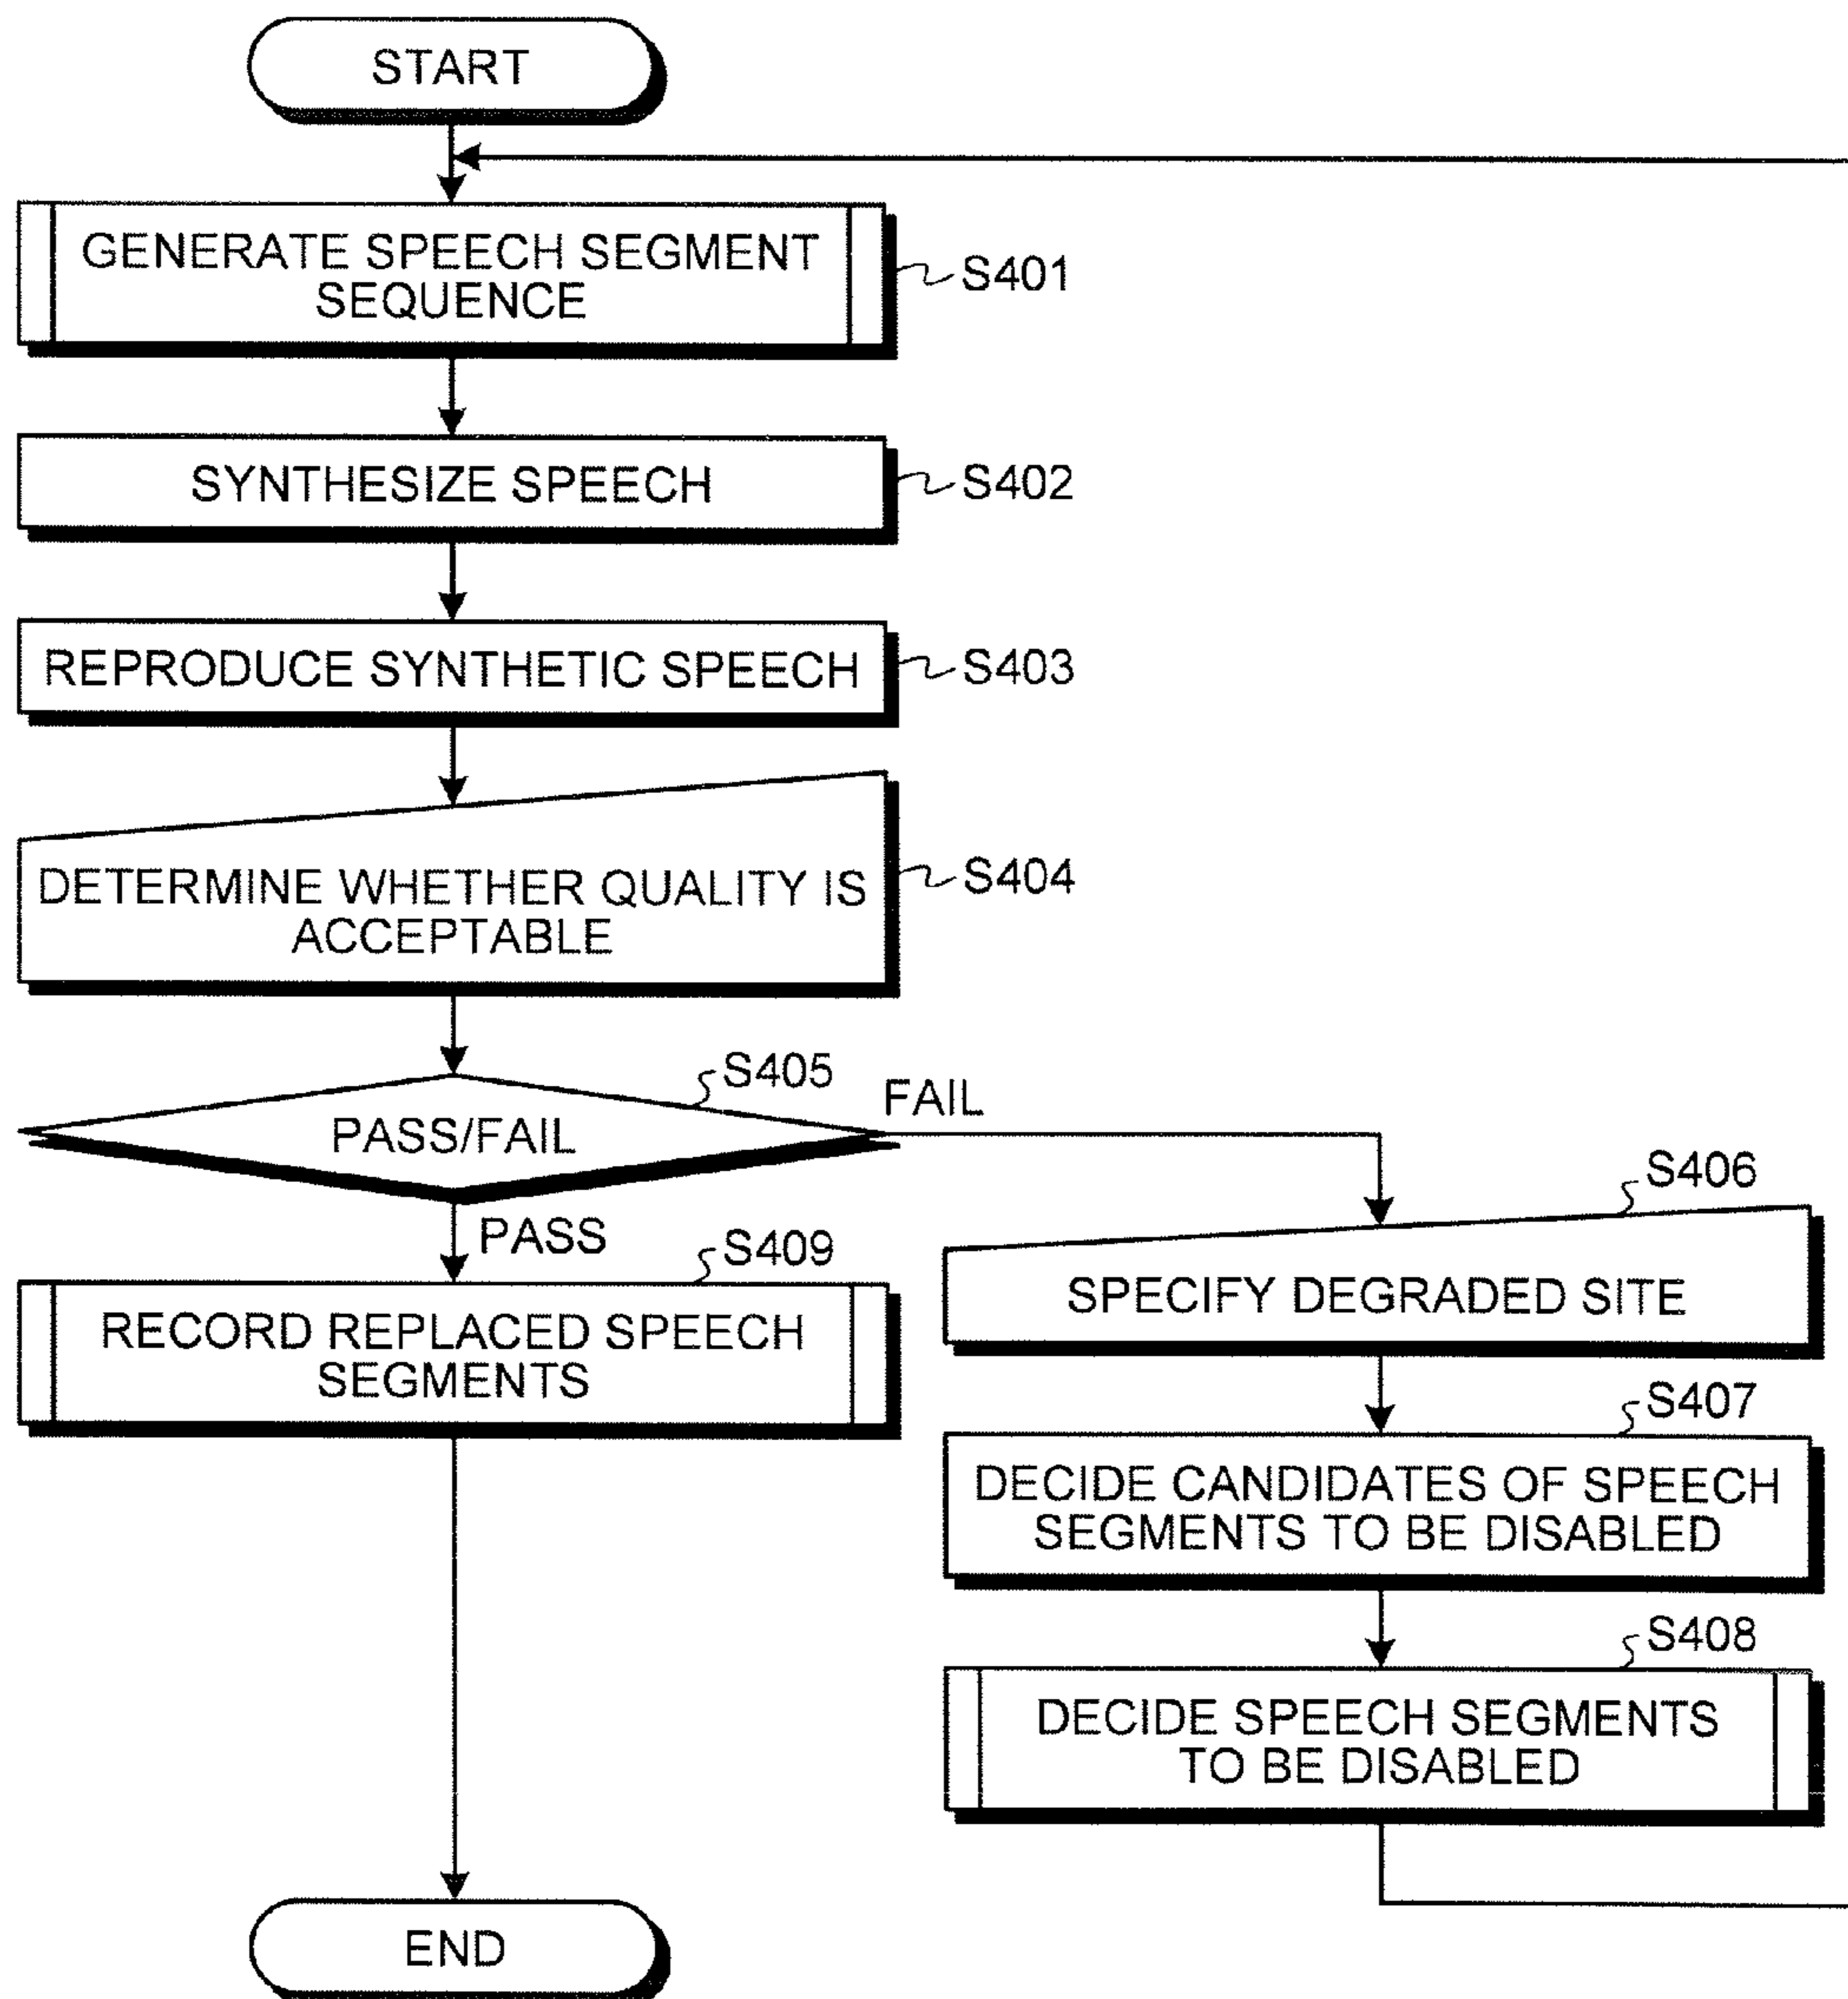 START
GENERATE SPEECH SEGMENT
SEQUENCE
S401
SYNTHESIZE SPEECH
S402
REPRODUCE SYNTHETIC SPEECH
S403
DETERMINE WHETHER QUALITY IS
ACCEPTABLE
S404
S405
PASS/FAIL
FAIL
PASS
S406
SPECIFY DEGRADED SITE
S407
DECIDE CANDIDATES OF SPEECH
SEGMENTS TO BE DISABLED
S408
DECIDE SPEECH SEGMENTS
TO BE DISABLED
S409
RECORD REPLACED SPEECH
SEGMENTS
END